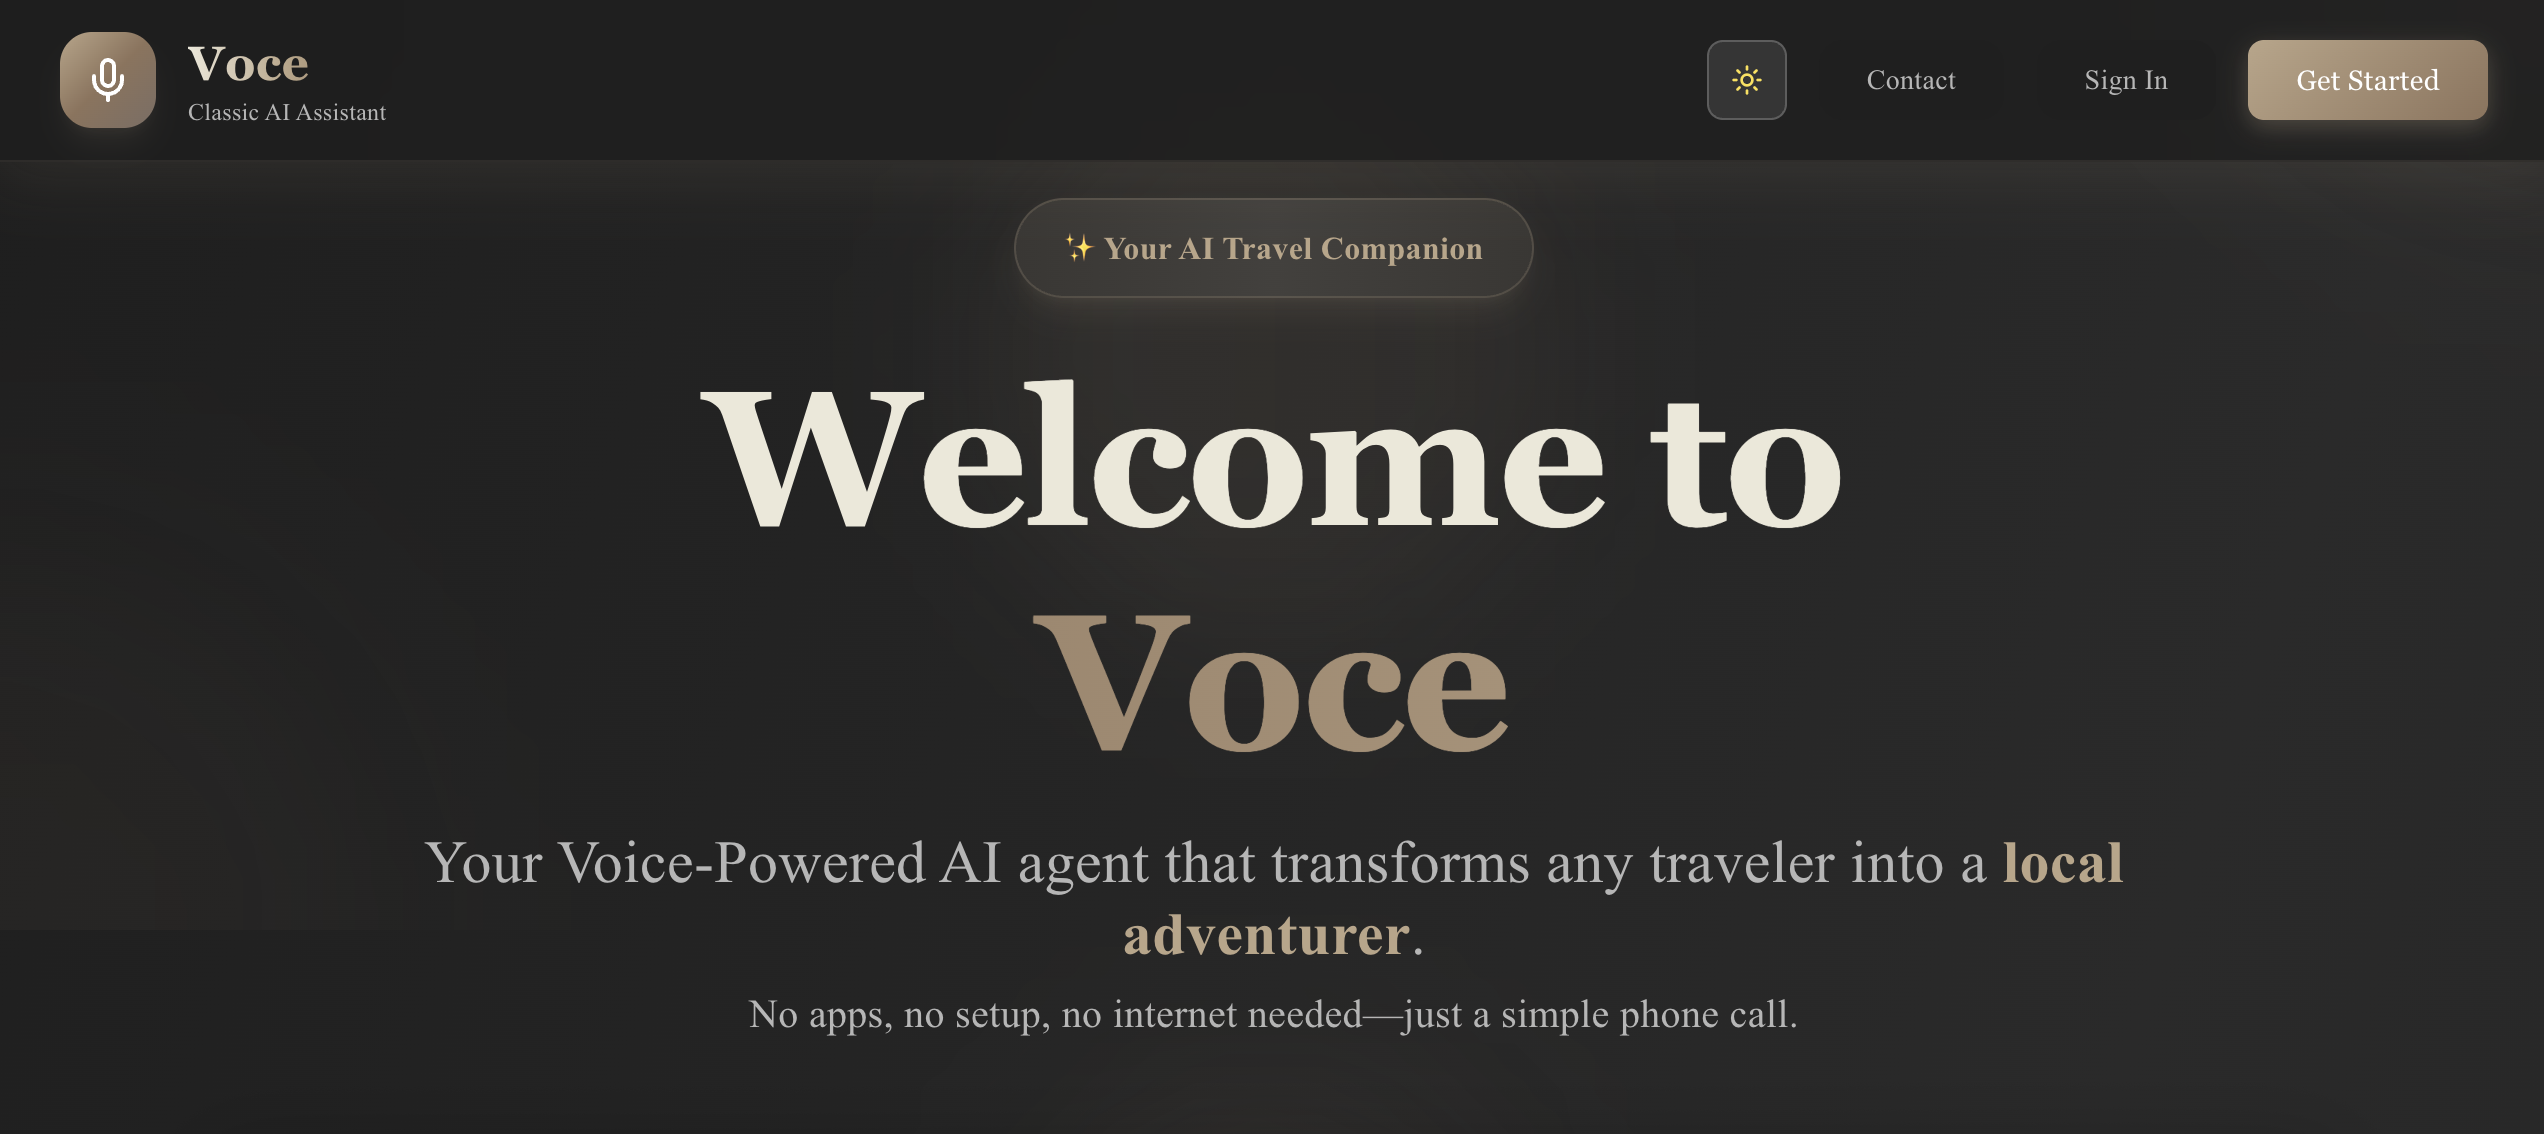 Voce
Classic AI Assistant
Contact
Sign In
Get Started
✨ Your AI Travel Companion
Welcome to
Voce
Your Voice-Powered AI agent that transforms any traveler into a local
adventurer.
No apps, no setup, no internet needed—just a simple phone call.